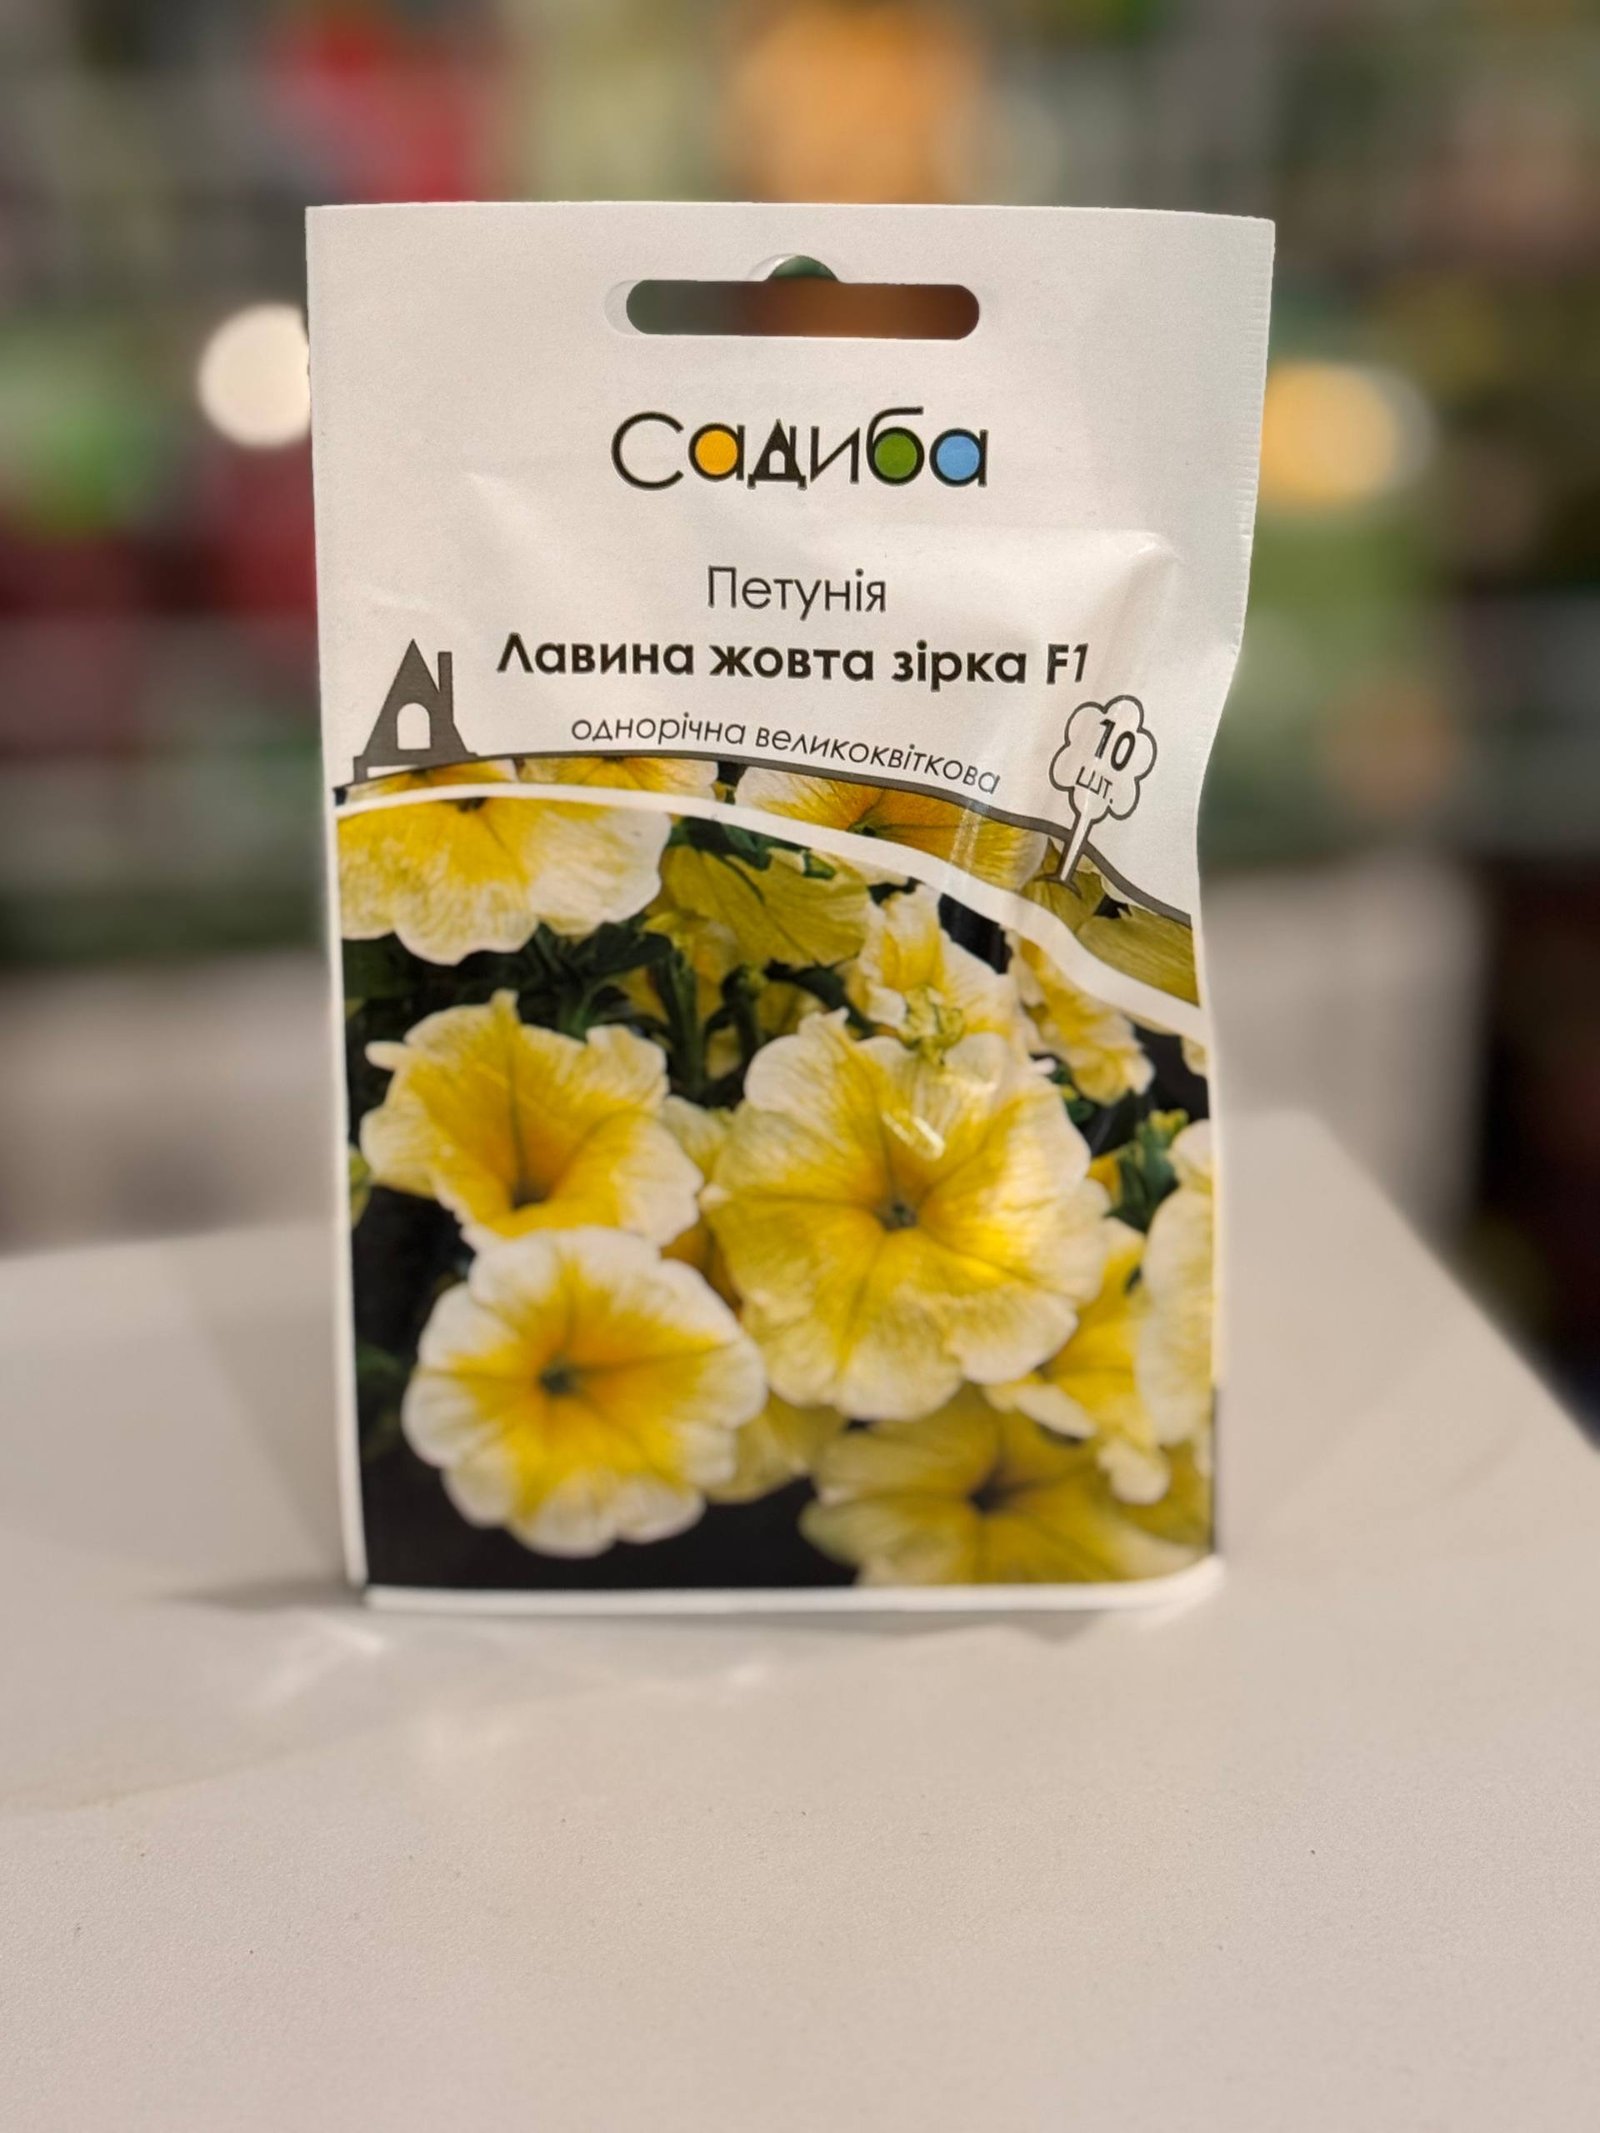 Садиба
Петунія
Лавина жовта зірка F1
однорічна великоквіткова
10
шт.